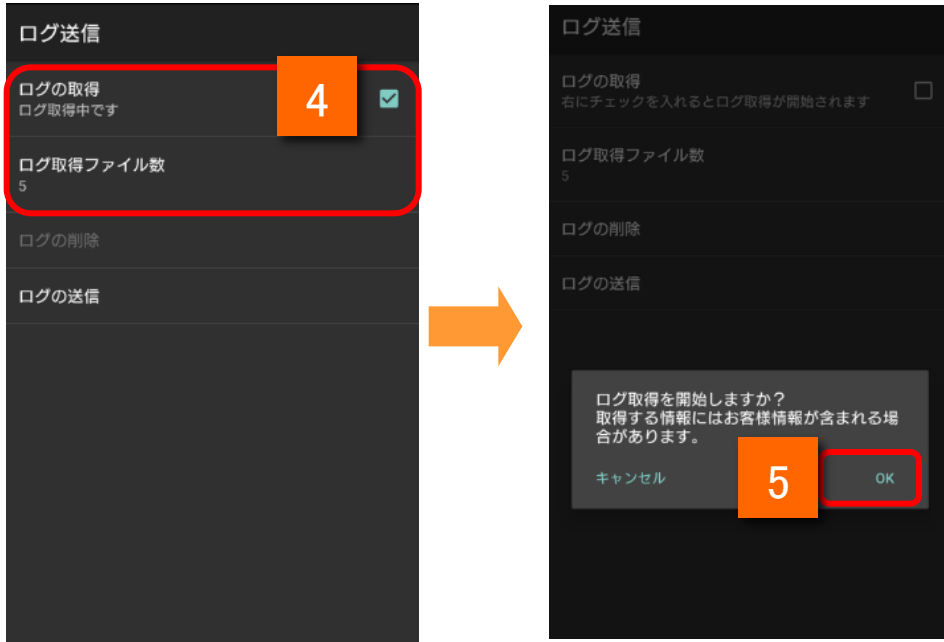 ログ送信
ログの取得
ログ取得中です
4
ログ取得ファイル数
5
ログの削除
ログの送信
ログ送信
ログの取得
右にチェックを入れるとログ取得が開始されます
ログ取得ファイル数
5
ログの削除
ログの送信
ログ取得を開始しますか？
取得する情報にはお客様情報が含まれる場
合があります。
キャンセル
5
OK